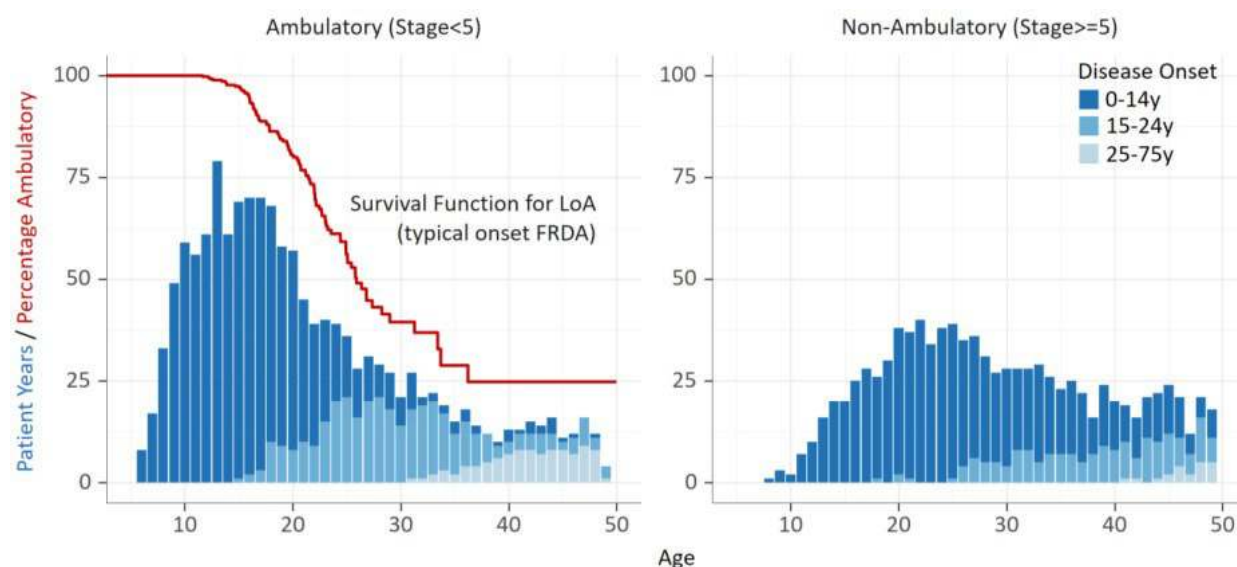 Ambulatory (Stage<5)
Non-Ambulatory (Stage>=5)
Patient Years / Percentage Ambulatory
100
75
50
25
0
Survival Function for LoA
(typical onset FRDA)
10
20
30
40
50
100
75
50
25
0
Disease Onset
0-14y
15-24y
25-75y
10
20
30
40
50
Age